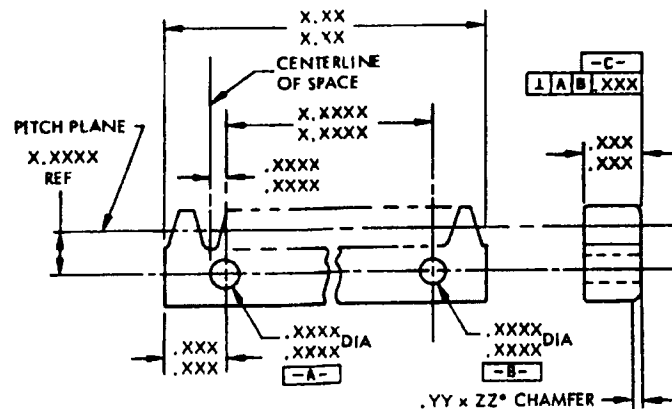 X.XX
X.XX
CENTERLINE
OF SPACE
-C-
⊥ A B .XXX
X.XXXX
X.XXXX
PITCH PLANE
X.XXXX
REF
.XXXX
.XXXX
.XXX
.XXX
.XXX
.XXX
.XXXX
.XXXX DIA
-A-
.XXXX
.XXXX DIA
-B-
.YY x ZZ° CHAMFER